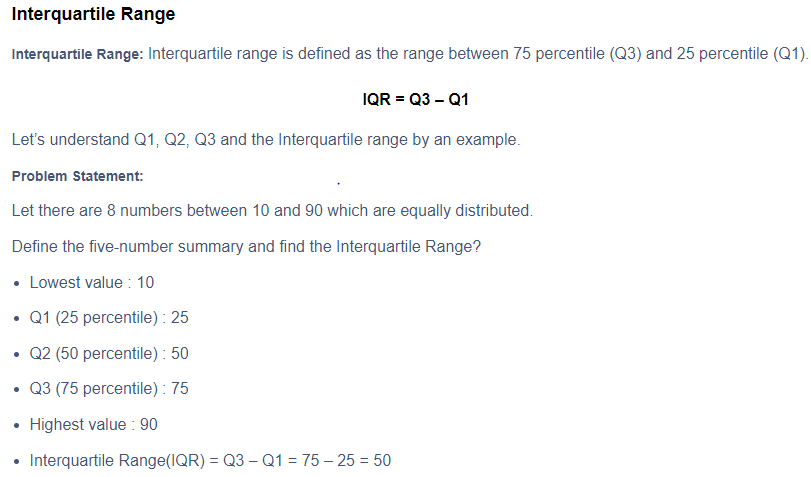 Interquartile Range
Interquartile Range: Interquartile range is defined as the range between 75 percentile (Q3) and 25 percentile (Q1).
IQR = Q3 – Q1
Let’s understand Q1, Q2, Q3 and the Interquartile range by an example.
Problem Statement:
Let there are 8 numbers between 10 and 90 which are equally distributed.
Define the five-number summary and find the Interquartile Range?
• Lowest value : 10
• Q1 (25 percentile) : 25
• Q2 (50 percentile) : 50
• Q3 (75 percentile) : 75
• Highest value : 90
• Interquartile Range(IQR) = Q3 – Q1 = 75 – 25 = 50